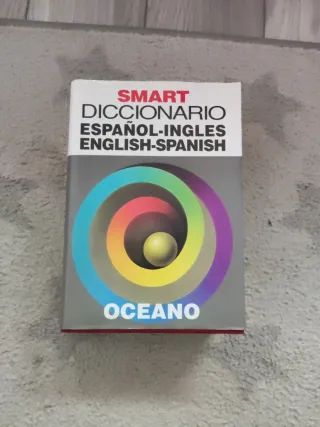 SMART
DICCIONARIO
ESPAÑOL-INGLES
ENGLISH-SPANISH
OCEANO